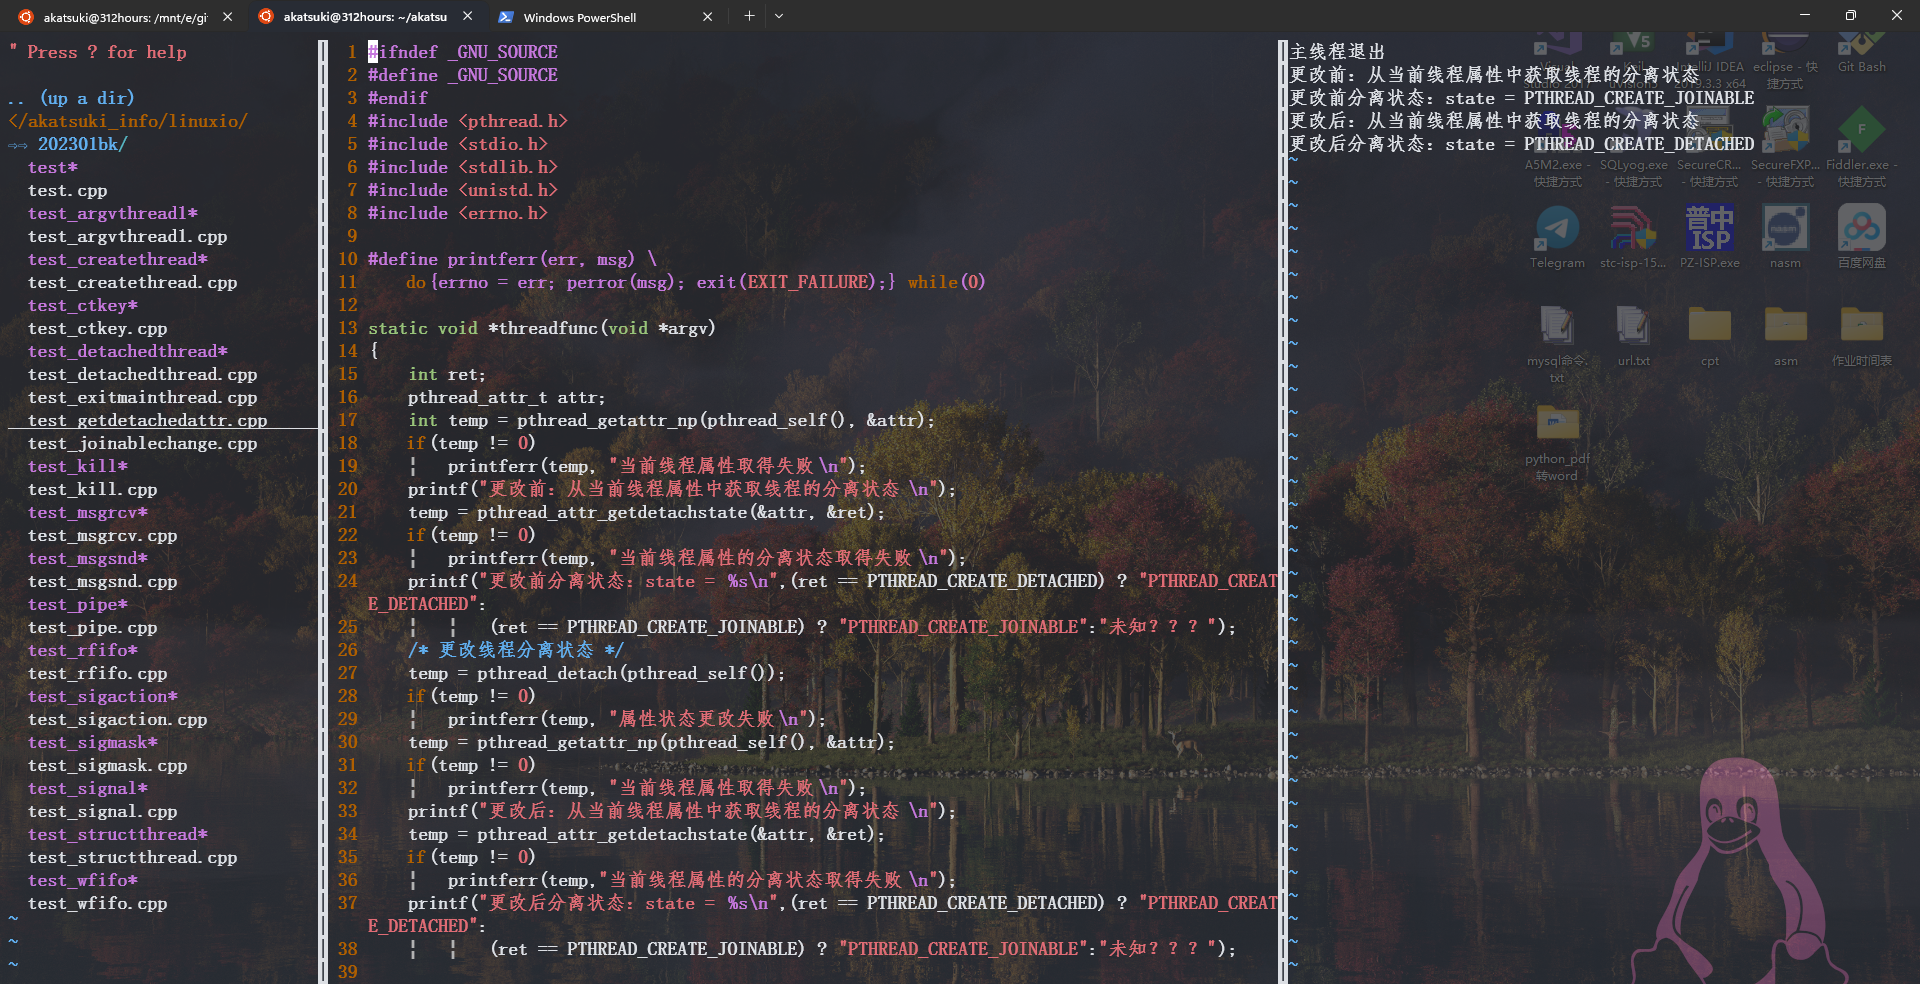 akatsuki@312hours: /mnt/e/gi
akatsuki@312hours: ~/akatsu
Windows PowerShell
" Press ? for help
.. (up a dir)
</akatsuki_info/linuxio/
202301bk/
test*
test.cpp
test_argvthread1*
test_argvthread1.cpp
test_createthread*
test_createthread.cpp
test_ctkey*
test_ctkey.cpp
test_detachedthread*
test_detachedthread.cpp
test_exitmainthread.cpp
test_getdetachedattr.cpp
test_joinablechange.cpp
test_kill*
test_kill.cpp
test_msgrcv*
test_msgrcv.cpp
test_msgsnd*
test_msgsnd.cpp
test_pipe*
test_pipe.cpp
test_rfifo*
test_rfifo.cpp
test_sigaction*
test_sigaction.cpp
test_sigmask*
test_sigmask.cpp
test_signal*
test_signal.cpp
test_structthread*
test_structthread.cpp
test_wfifo*
test_wfifo.cpp
~
~
~
1 #ifndef _GNU_SOURCE
2 #define _GNU_SOURCE
3 #endif
4 #include <pthread.h>
5 #include <stdio.h>
6 #include <stdlib.h>
7 #include <unistd.h>
8 #include <errno.h>
9
10 #define printferr(err, msg) \
11     do{errno = err; perror(msg); exit(EXIT_FAILURE);} while(0)
12
13 static void *threadfunc(void *argv)
14 {
15     int ret;
16     pthread_attr_t attr;
17     int temp = pthread_getattr_np(pthread_self(), &attr);
18     if(temp != 0)
19     ¦   printferr(temp, "当前线程属性取得失败\n");
20     printf("更改前：从当前线程属性中获取线程的分离状态\n");
21     temp = pthread_attr_getdetachstate(&attr, &ret);
22     if(temp != 0)
23     ¦   printferr(temp, "当前线程属性的分离状态取得失败\n");
24     printf("更改前分离状态：state = %s\n",(ret == PTHREAD_CREATE_DETACHED) ? "PTHREAD_CREAT
E_DETACHED":
25     ¦   ¦   (ret == PTHREAD_CREATE_JOINABLE) ? "PTHREAD_CREATE_JOINABLE":"未知？？？");
26     /* 更改线程分离状态 */
27     temp = pthread_detach(pthread_self());
28     if(temp != 0)
29     ¦   printferr(temp, "属性状态更改失败\n");
30     temp = pthread_getattr_np(pthread_self(), &attr);
31     if(temp != 0)
32     ¦   printferr(temp, "当前线程属性取得失败\n");
33     printf("更改后：从当前线程属性中获取线程的分离状态\n");
34     temp = pthread_attr_getdetachstate(&attr, &ret);
35     if(temp != 0)
36     ¦   printferr(temp,"当前线程属性的分离状态取得失败\n");
37     printf("更改后分离状态：state = %s\n",(ret == PTHREAD_CREATE_DETACHED) ? "PTHREAD_CREAT
E_DETACHED":
38     ¦   ¦   (ret == PTHREAD_CREATE_JOINABLE) ? "PTHREAD_CREATE_JOINABLE":"未知？？？");
39
主线程退出
更改前：从当前线程属性中获取线程的分离状态
更改前分离状态：state = PTHREAD_CREATE_JOINABLE
更改后：从当前线程属性中获取线程的分离状态
更改后分离状态：state = PTHREAD_CREATE_DETACHED
Visual Studio 2017
IntelliJ IDEA 2019.3.3 x64
eclipse - 快捷方式
Git Bash
A5M2.exe - 快捷方式
SQLyog.exe - 快捷方式
SecureCR... - 快捷方式
SecureFXP... - 快捷方式
Fiddler.exe - 快捷方式
普中
ISP
nasm
Telegram
stc-isp-15...
PZ-ISP.exe
nasm
百度网盘
mysql命令.txt
url.txt
cpt
asm
作业时间表
python_pdf
转word